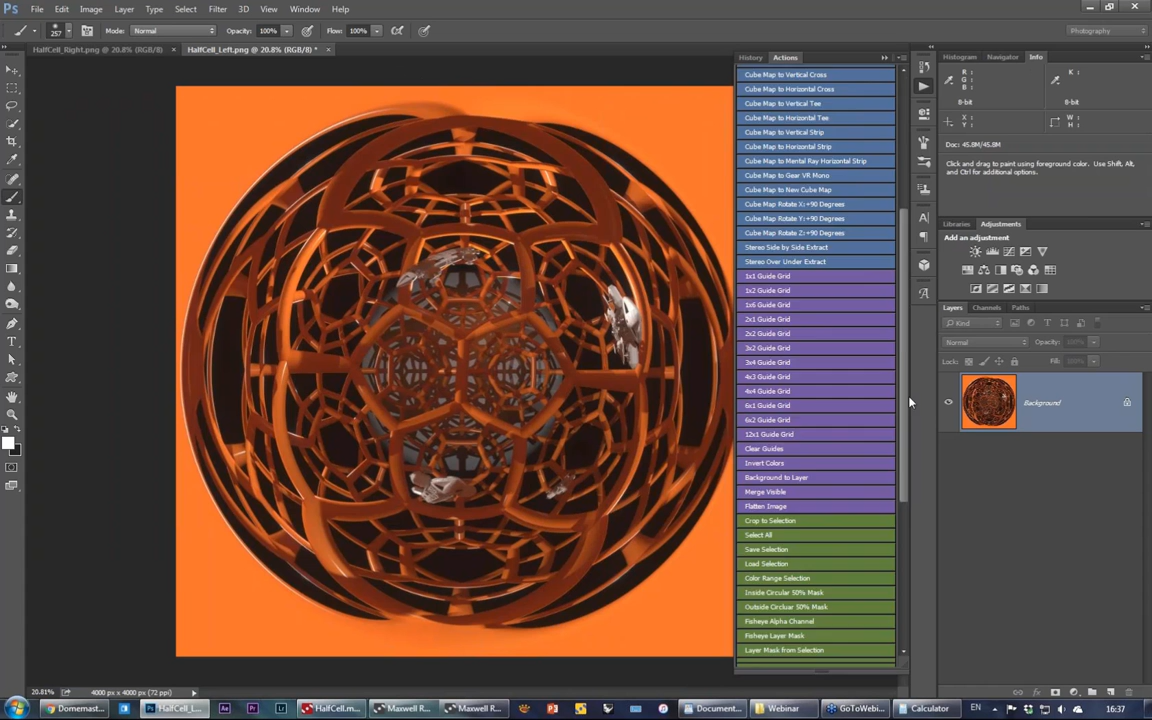 Ps File Edit Image Layer Type Select Filter 3D View Window Help
257 Mode: Normal Opacity: 100% Flow: 100% Photography
HalfCell_Right.png @ 20.8% (RGB/8) × HalfCell_Left.png @ 20.8% (RGB/8) * ×
History Actions
Cube Map to Vertical Cross
Cube Map to Horizontal Cross
Cube Map to Vertical Tee
Cube Map to Horizontal Tee
Cube Map to Vertical Strip
Cube Map to Horizontal Strip
Cube Map to Mental Ray Horizontal Strip
Cube Map to Gear VR Mono
Cube Map to New Cube Map
Cube Map Rotate X: +90 Degrees
Cube Map Rotate Y: +90 Degrees
Cube Map Rotate Z: +90 Degrees
Stereo Side by Side Extract
Stereo Over Under Extract
1x1 Guide Grid
1x2 Guide Grid
1x6 Guide Grid
2x1 Guide Grid
2x2 Guide Grid
3x2 Guide Grid
3x4 Guide Grid
4x3 Guide Grid
4x4 Guide Grid
6x1 Guide Grid
6x2 Guide Grid
12x1 Guide Grid
Clear Guides
Invert Colors
Background to Layer
Merge Visible
Flatten Image
Crop to Selection
Select All
Save Selection
Load Selection
Color Range Selection
Inside Circular 50% Mask
Outside Circluar 50% Mask
Fisheye Alpha Channel
Fisheye Layer Mask
Layer Mask from Selection
Histogram Navigator Info
R: K:
G:
B:
8-bit 8-bit
X: W:
Y: H:
Doc: 45.8M/45.8M
Click and drag to paint using foreground color. Use Shift, Alt, and Ctrl for additional options.
Libraries Adjustments
Add an adjustment
Layers Channels Paths
Kind
Normal Opacity: 100%
Lock: Fill: 100%
Background
20.81% 4000 px x 4000 px (72 ppi)
Domemast... HalfCell_L... Ae Pr HalfCell.m... Maxwell R... Maxwell R... Document... Webinar GoToWebi... Calculator EN 16:37